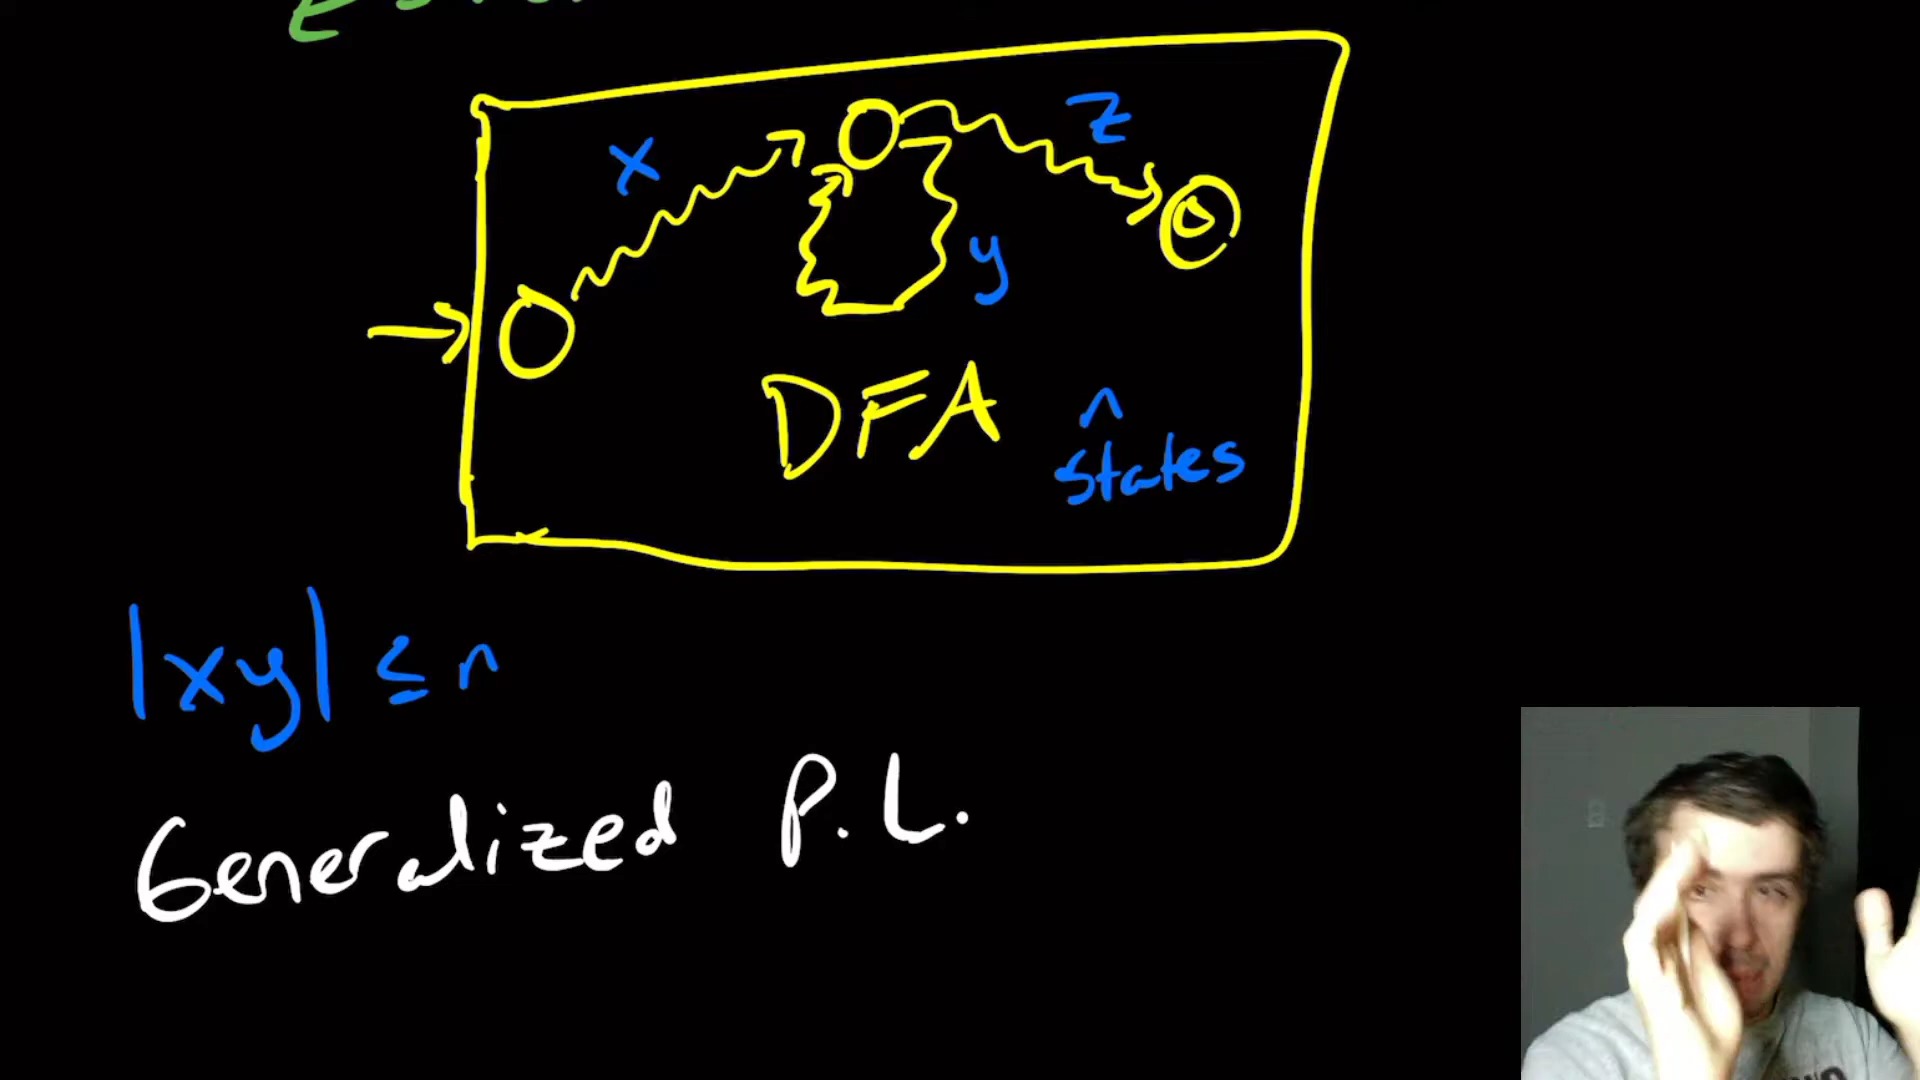 x
z
y
DFA
n
states
|xy| ≤ n
Generalized P.L.